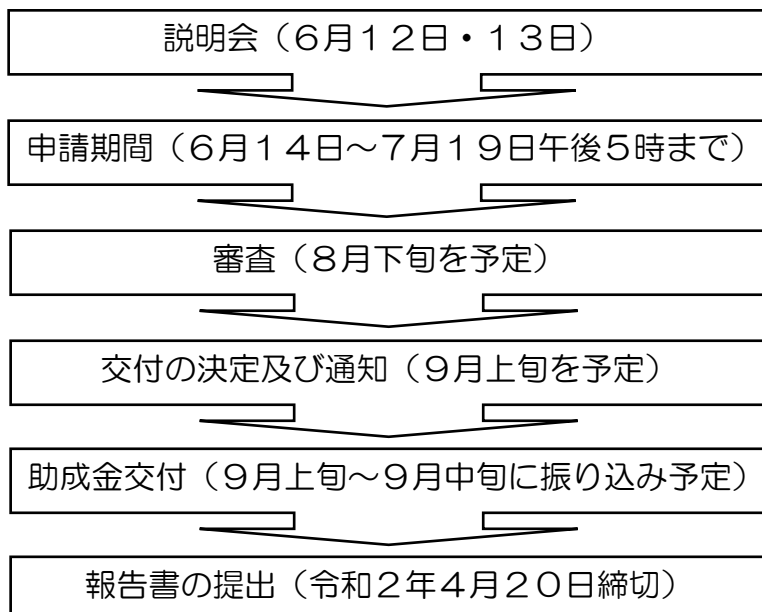 説明会（６月１２日・１３日）
申請期間（６月１４日～７月１９日午後５時まで）
審査（８月下旬を予定）
交付の決定及び通知（９月上旬を予定）
助成金交付（９月上旬～９月中旬に振り込み予定）
報告書の提出（令和２年４月２０日締切）